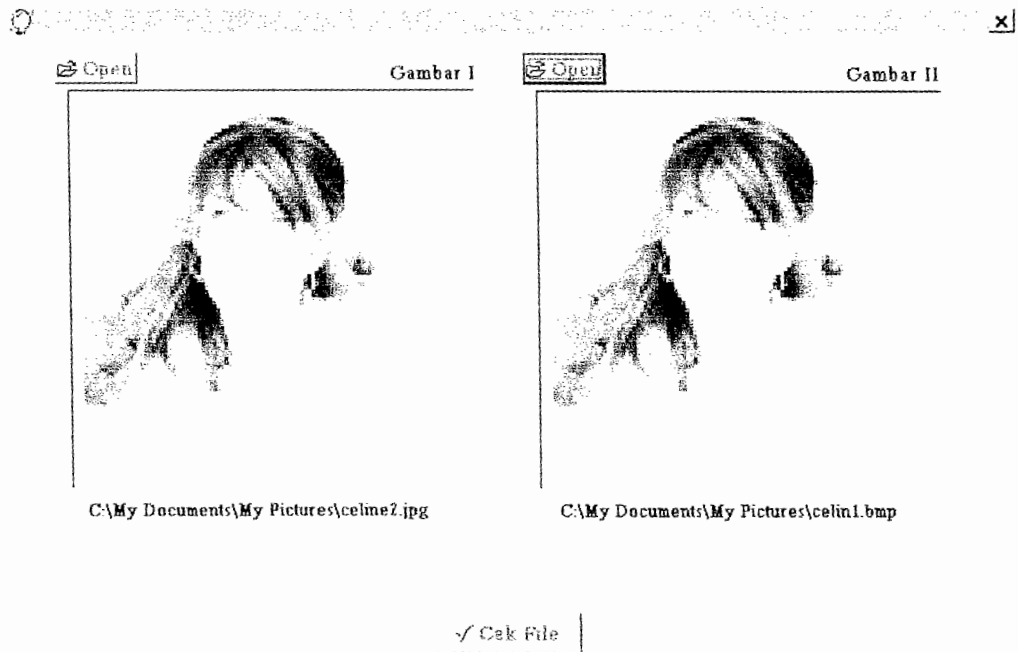 Open
Gambar I
Open
Gambar II
C:\My Documents\My Pictures\celine2.jpg
C:\My Documents\My Pictures\celin1.bmp
√ Cek File